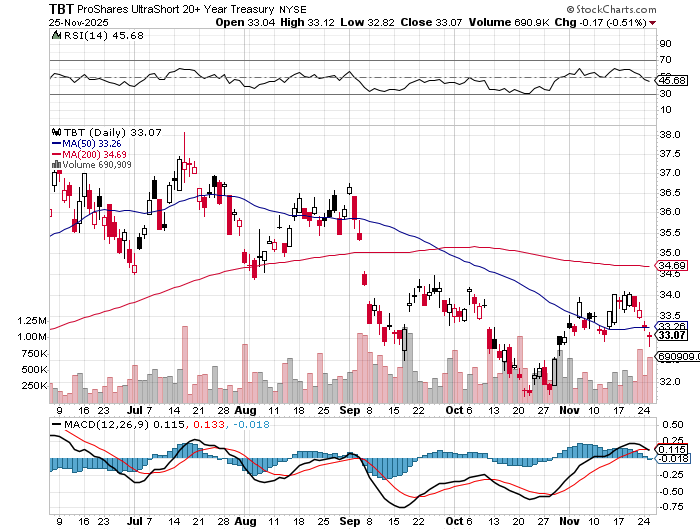 TBT ProShares UltraShort 20+ Year Treasury NYSE © StockCharts.com
25-Nov-2025 Open 33.04 High 33.12 Low 32.82 Close 33.07 Volume 690.9K Chg -0.17 (-0.51%)
RSI(14) 45.68
90
70
50
45.68
30
10
TBT (Daily) 33.07
MA(50) 33.26
MA(200) 34.69
Volume 690,909
38.0
37.5
37.0
36.5
36.0
35.5
35.0
34.69
34.5
34.0
33.5
33.26
33.07
690909.0
32.0
1.25M
1.00M
750K
500K
250K
9 16 23 Jul 7 14 21 28 Aug 11 18 25 Sep 8 15 22 Oct 6 13 20 27 Nov 10 17 24
MACD(12,26,9) 0.115, 0.133, -0.018
0.50
0.25
0.115
-0.018
-0.25
-0.50
-0.75
9 16 23 Jul 7 14 21 28 Aug 11 18 25 Sep 8 15 22 Oct 6 13 20 27 Nov 10 17 24